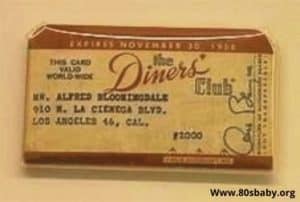 EXPIRES NOVEMBER 30, 1958
THIS CARD
VALID
WORLD-WIDE
the
Diners'
Club
MR. ALFRED BLOOMINGDALE
910 N. LA CIENEGA BLVD.
LOS ANGELES 46, CAL.
#2000
www.80sbaby.org